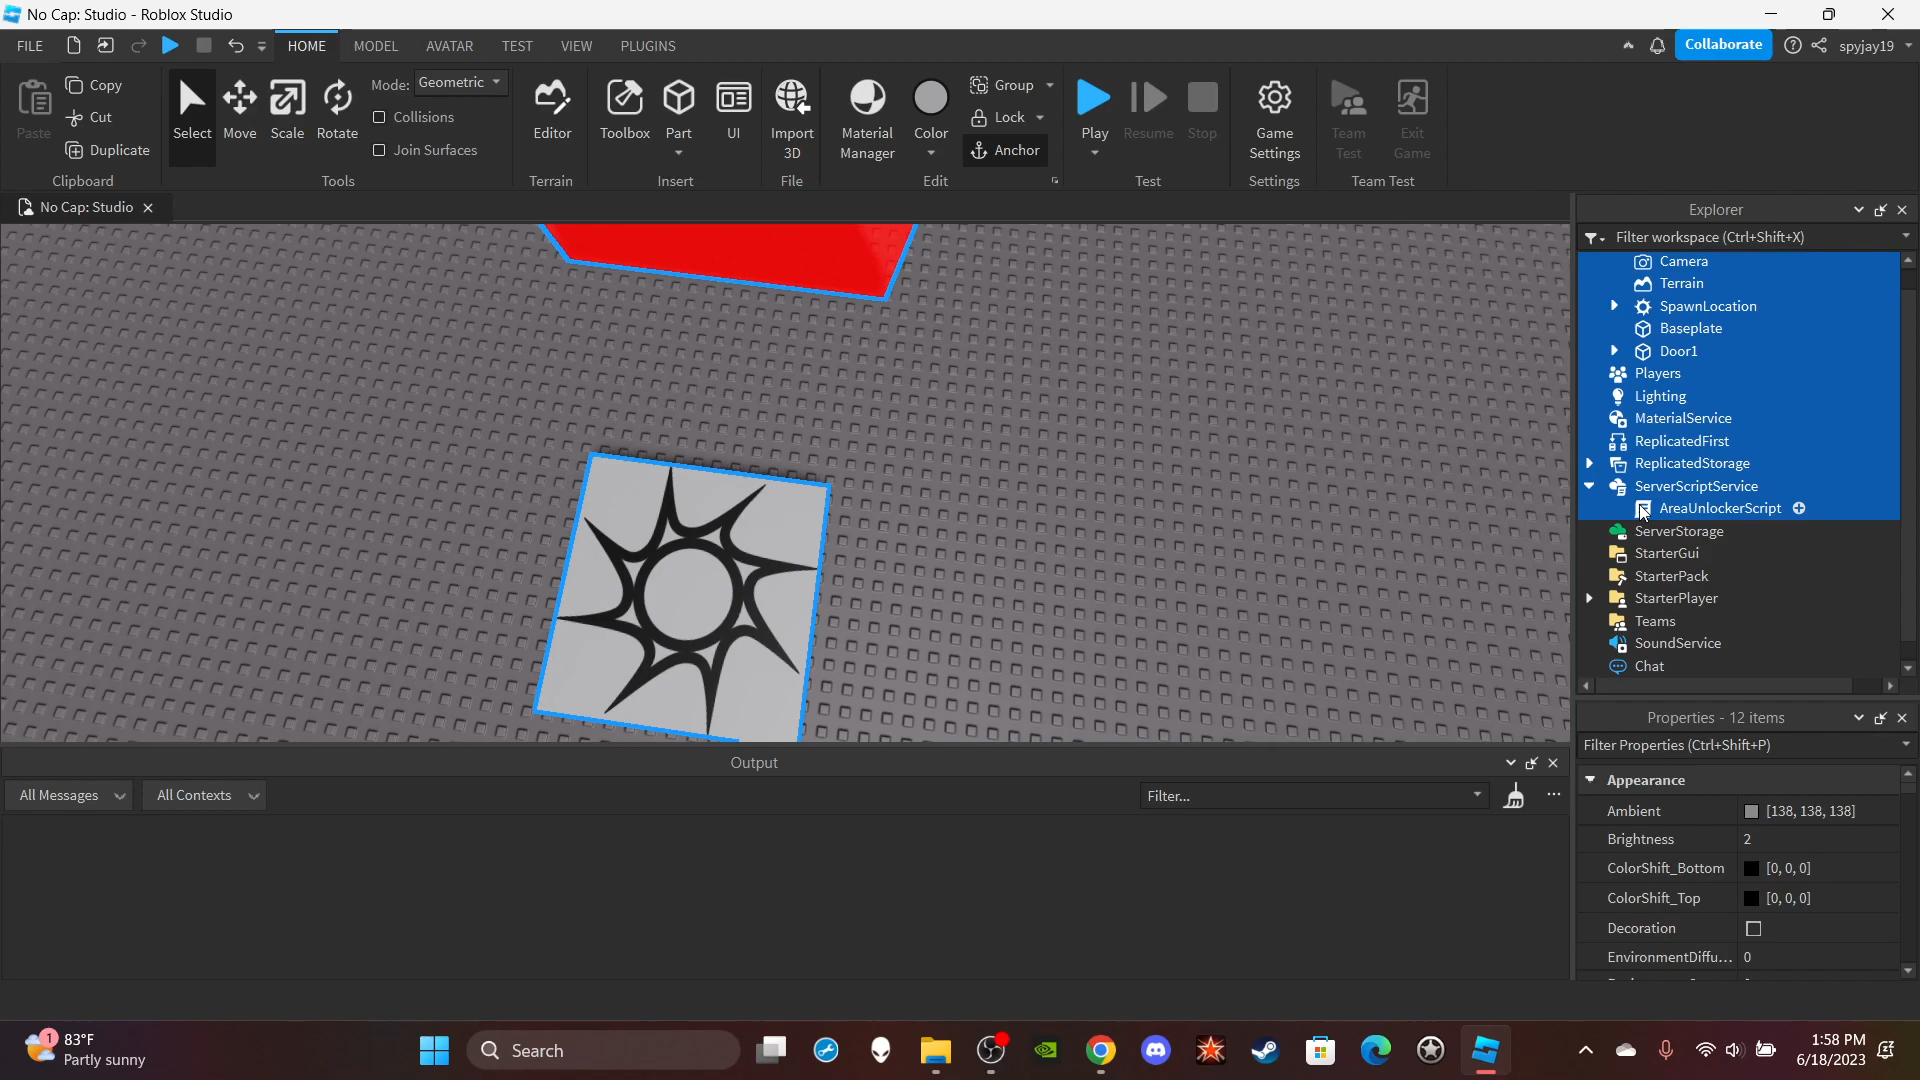 No Cap: Studio - Roblox Studio
FILE HOME MODEL AVATAR TEST VIEW PLUGINS Collaborate spyjay19
Paste Copy Cut Duplicate Clipboard
Select Move Scale Rotate Mode: Geometric Collisions Join Surfaces Tools
Editor Terrain
Toolbox Part UI Insert
Import 3D File
Material Manager Color Group Lock Anchor Edit
Play Resume Stop Test
Game Settings Settings
Team Test Exit Game Team Test
No Cap: Studio
Explorer
Filter workspace (Ctrl+Shift+X)
Camera
Terrain
SpawnLocation
Baseplate
Door1
Players
Lighting
MaterialService
ReplicatedFirst
ReplicatedStorage
ServerScriptService
AreaUnlockerScript
ServerStorage
StarterGui
StarterPack
StarterPlayer
Teams
SoundService
Chat
Properties - 12 items
Filter Properties (Ctrl+Shift+P)
Appearance
Ambient [138, 138, 138]
Brightness 2
ColorShift_Bottom [0, 0, 0]
ColorShift_Top [0, 0, 0]
Decoration
EnvironmentDiffu... 0
Output
All Messages All Contexts Filter...
1 83°F
Partly sunny
Search
1:58 PM
6/18/2023